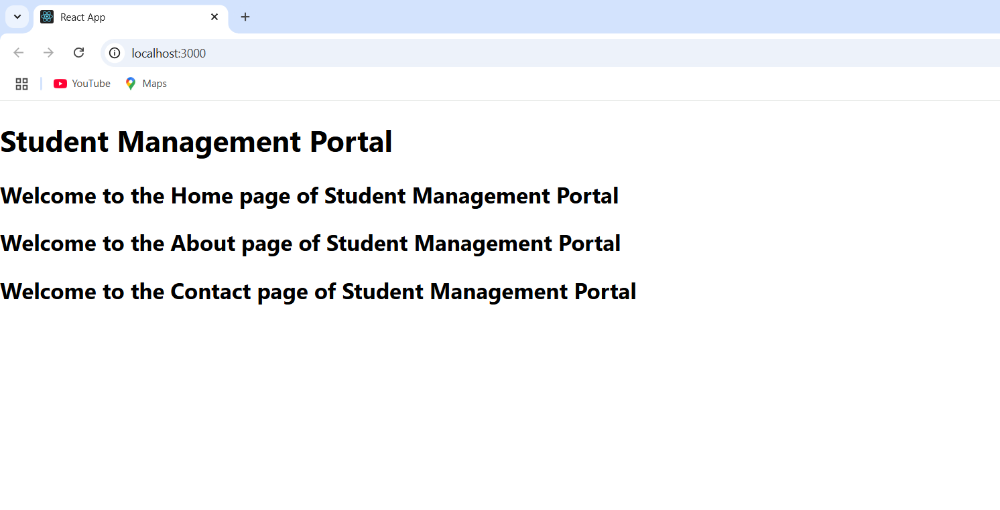 React App
localhost:3000
YouTube Maps
Student Management Portal
Welcome to the Home page of Student Management Portal
Welcome to the About page of Student Management Portal
Welcome to the Contact page of Student Management Portal